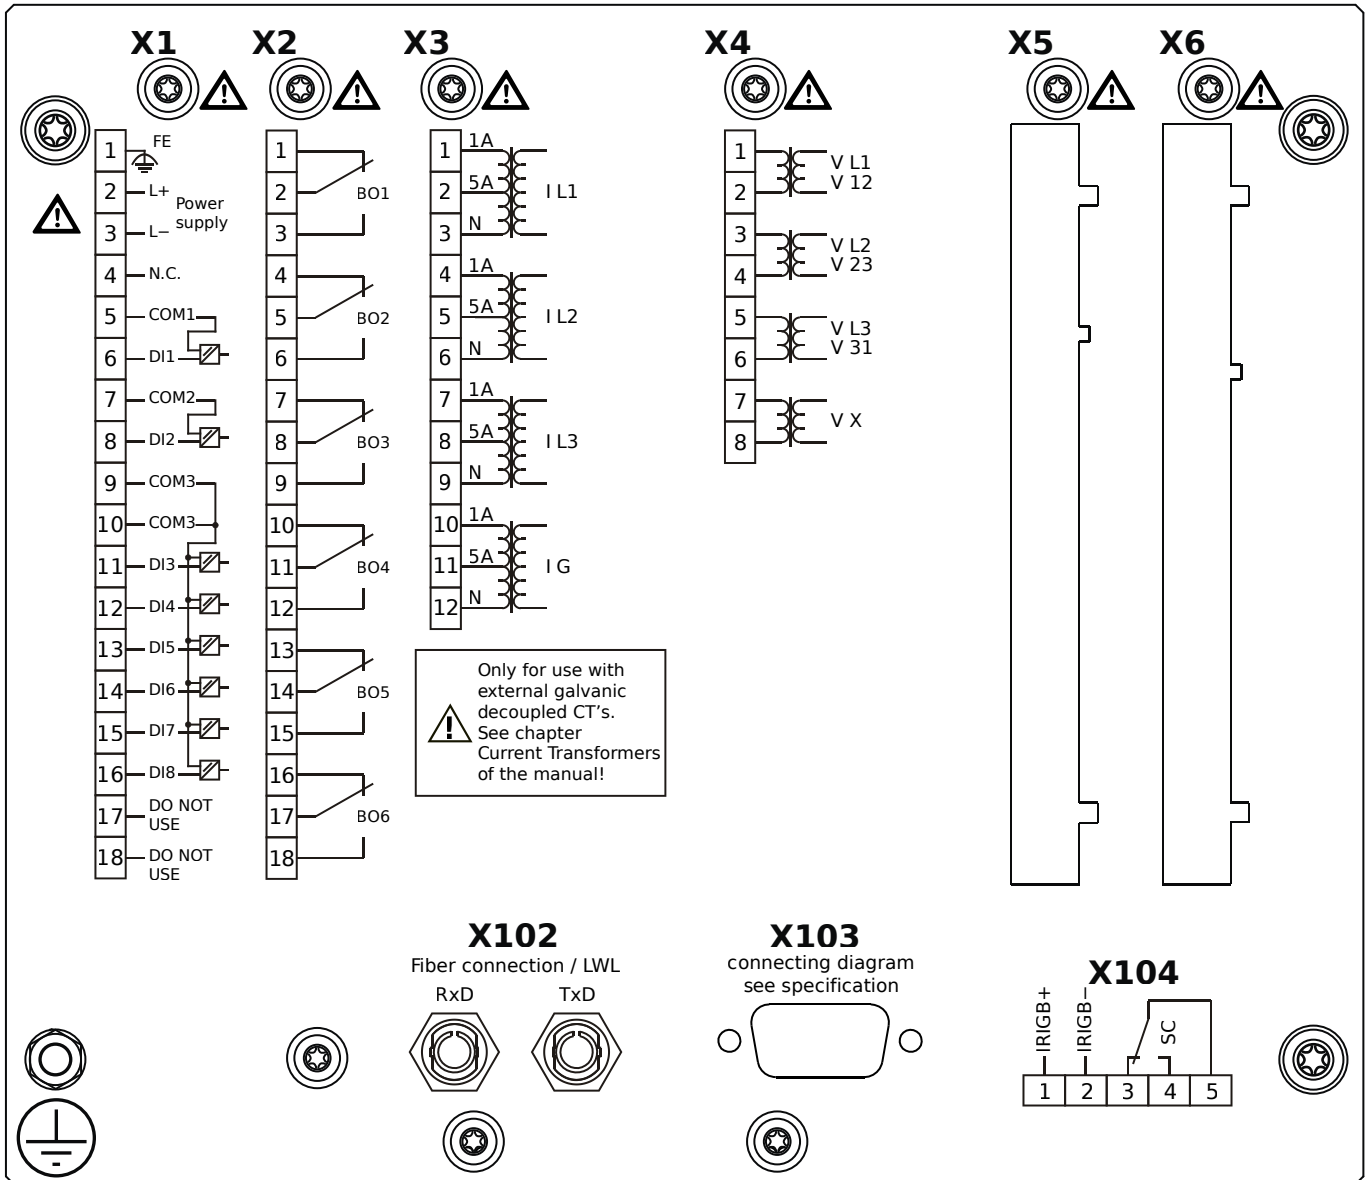 X1 X2 X3 X4 X5 X6
1 FE
2 L+
Power
supply
3 L−
4 N.C.
5 COM1
6 DI1
7 COM2
8 DI2
9 COM3
10 COM3
11 DI3
12 DI4
13 DI5
14 DI6
15 DI7
16 DI8
17 DO NOT
USE
18 DO NOT
USE
1
2 BO1
3
4
5 BO2
6
7
8 BO3
9
10
11 BO4
12
13
14 BO5
15
16
17 BO6
18
1 1A
2 5A I L1
3 N
4 1A
5 5A I L2
6 N
7 1A
8 5A I L3
9 N
10 1A
11 5A I G
12 N
Only for use with
external galvanic
decoupled CT's.
See chapter
Current Transformers
of the manual!
1 V L1
2 V 12
3 V L2
4 V 23
5 V L3
6 V 31
7
V X
8
X102
Fiber connection / LWL
RxD TxD
X103
connecting diagram
see specification
X104
IRIGB+ IRIGB− SC
1 2 3 4 5